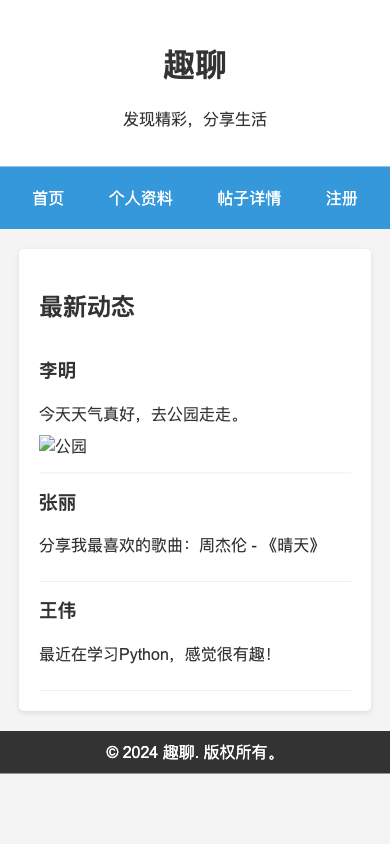 趣聊
发现精彩，分享生活
首页 个人资料 帖子详情 注册
最新动态
李明
今天天气真好，去公园走走。
公园
张丽
分享我最喜欢的歌曲：周杰伦 - 《晴天》
王伟
最近在学习Python，感觉很有趣！
© 2024 趣聊. 版权所有。